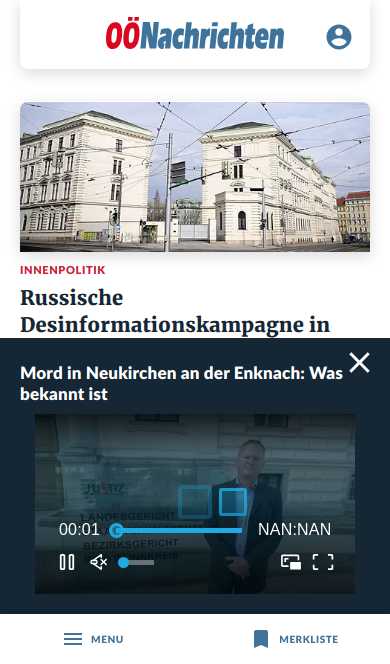 OÖNachrichten
INNENPOLITIK
Russische
Desinformationskampagne in
Mord in Neukirchen an der Enknach: Was
bekannt ist
LANDESGERICHT
00:01
NAN:NAN
BEZIRKSGERICHT
MENU
MERKLISTE